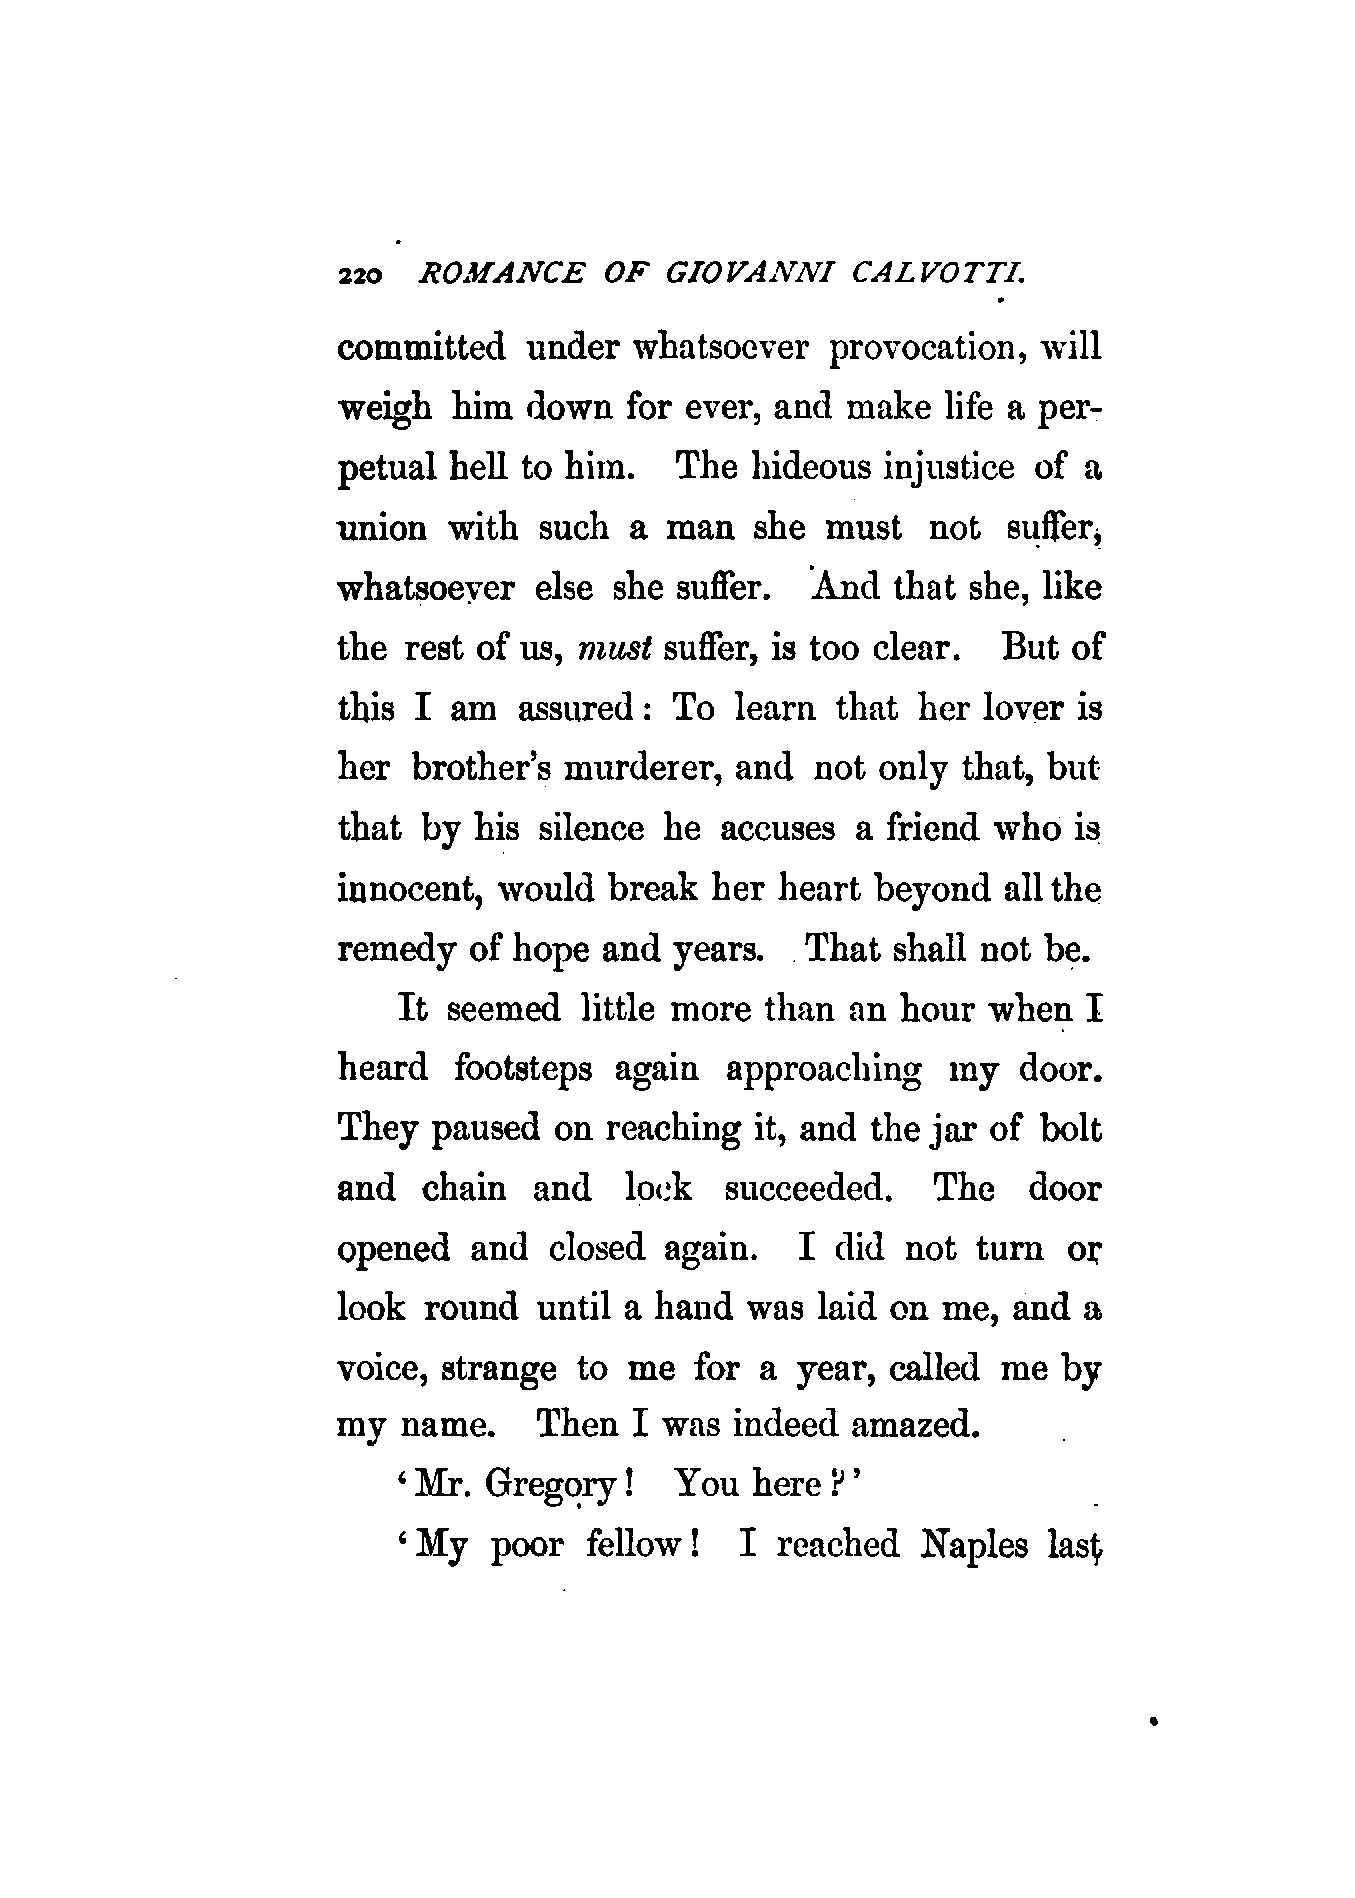 220 ROMANCE OF GIOVANNI CALVOTTI.
committed under whatsoever provocation, will
weigh him down for ever, and make life a per-
petual hell to him. The hideous injustice of a
union with such a man she must not suffer,
whatsoever else she suffer. And that she, like
the rest of us, must suffer, is too clear. But of
this I am assured: To learn that her lover is
her brother's murderer, and not only that, but
that by his silence he accuses a friend who is
innocent, would break her heart beyond all the
remedy of hope and years. That shall not be.
It seemed little more than an hour when I
heard footsteps again approaching my door.
They paused on reaching it, and the jar of bolt
and chain and lock succeeded. The door
opened and closed again. I did not turn or
look round until a hand was laid on me, and a
voice, strange to me for a year, called me by
my name. Then I was indeed amazed.
‘Mr. Gregory! You here?’
‘My poor fellow! I reached Naples last